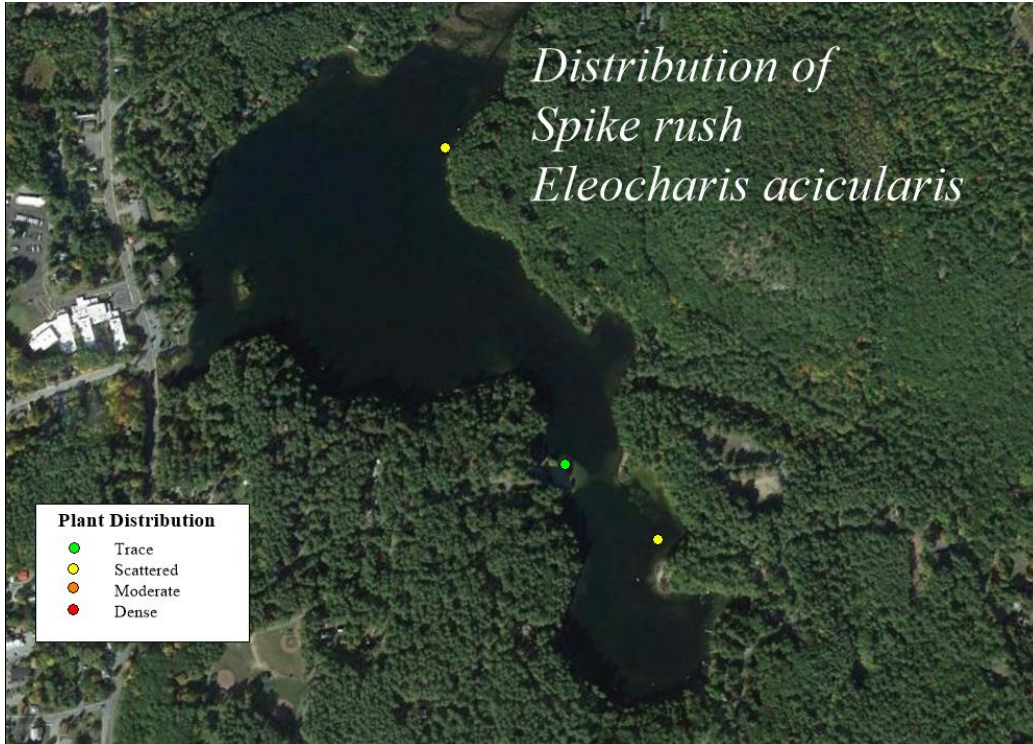 Distribution of
Spike rush
Eleocharis acicularis
Plant Distribution
Trace
Scattered
Moderate
Dense